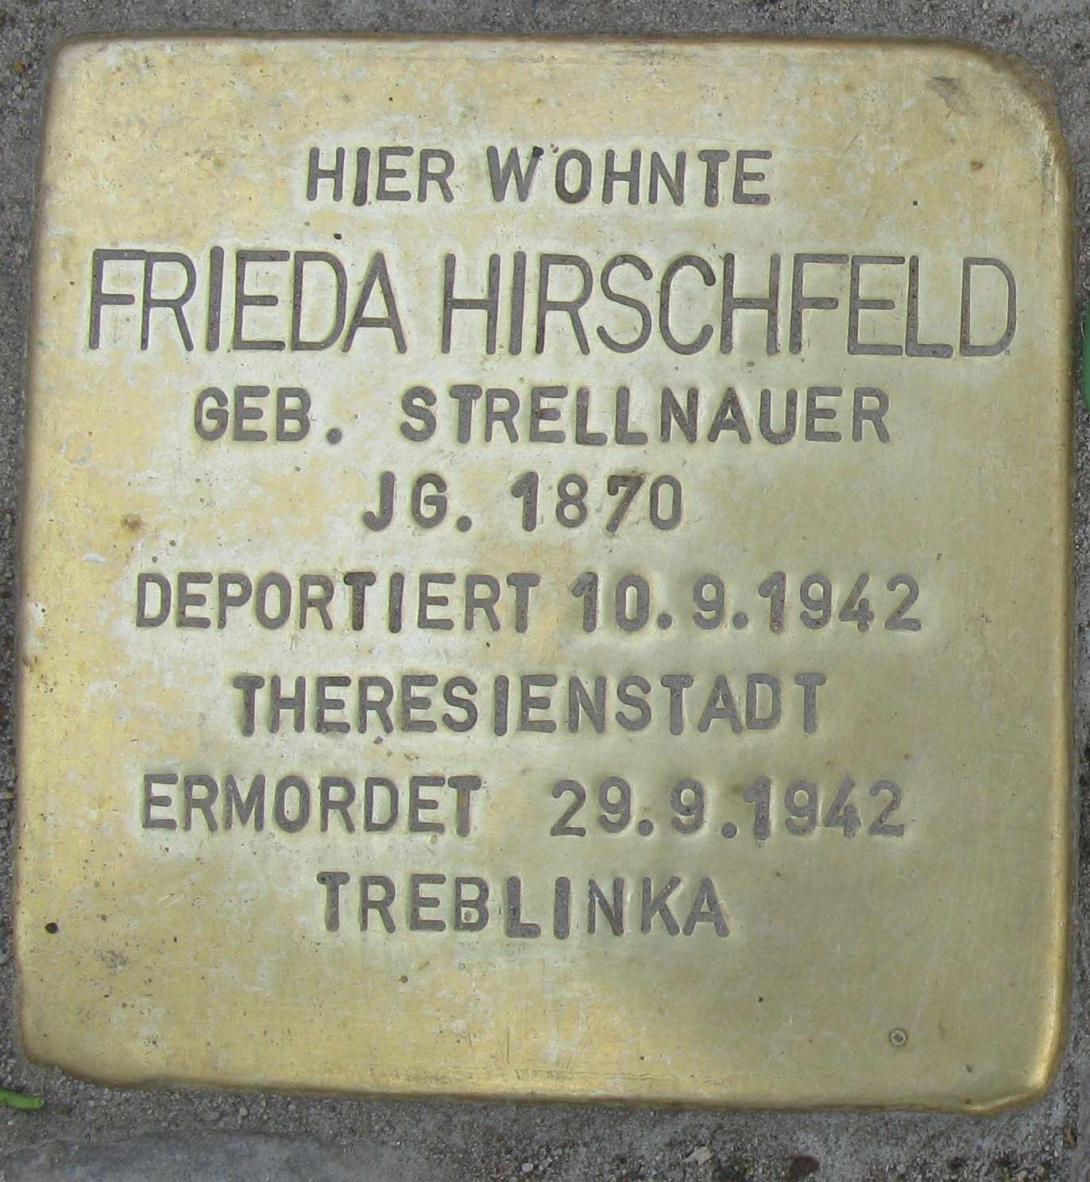 HIER WOHNTE
FRIEDA HIRSCHFELD
GEB. STRELLNAUER
JG. 1870
DEPORTIERT 10.9.1942
THERESIENSTADT
ERMORDET 29.9.1942
TREBLINKA